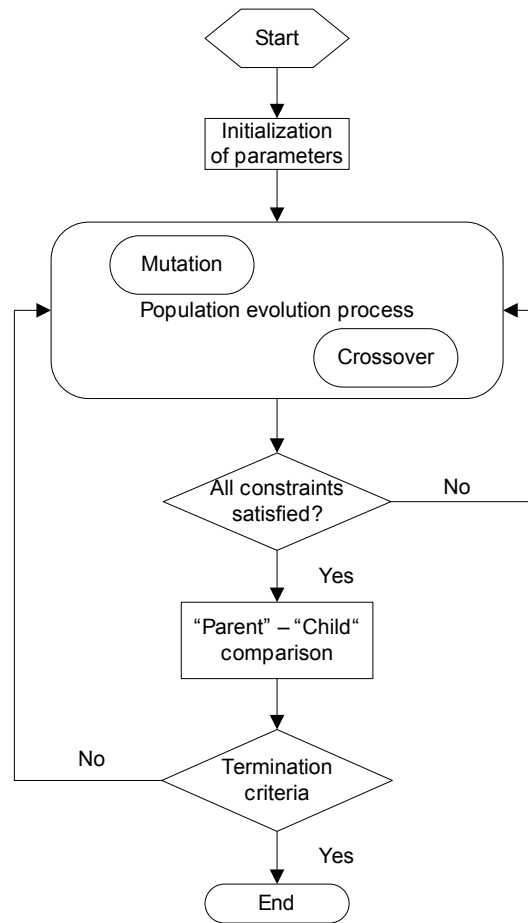 Start
Initialization
of parameters
Mutation
Population evolution process
Crossover
All constraints
satisfied?
No
Yes
“Parent” – “Child“
comparison
No
Termination
criteria
Yes
End